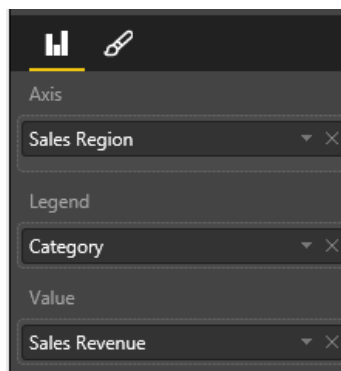 Axis
Sales Region
Legend
Category
Value
Sales Revenue